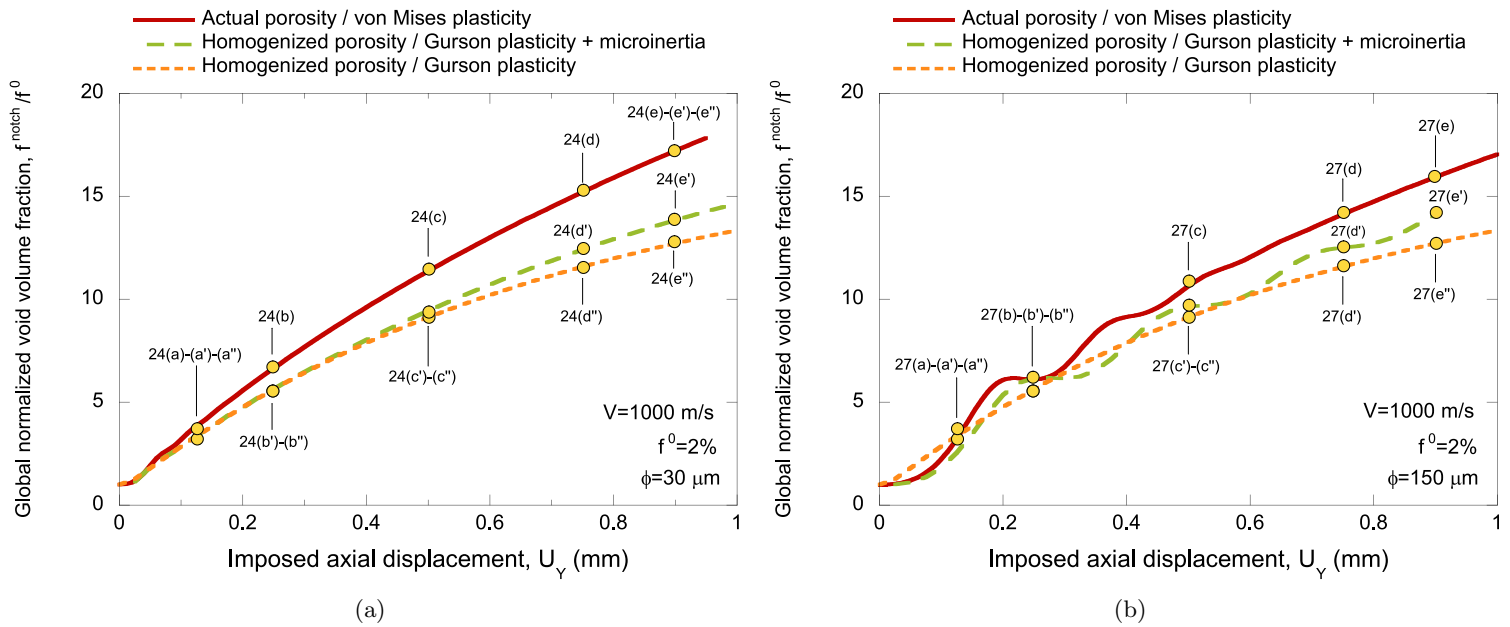 Actual porosity / von Mises plasticity
Homogenized porosity / Gurson plasticity + microinertia
Homogenized porosity / Gurson plasticity
Global normalized void volume fraction, f^notch/f^0
20
15
10
5
0
24(a)-(a')-(a")
24(b)
24(b')-(b")
24(c)
24(c')-(c")
24(d)
24(d')
24(d")
24(e)-(e')-(e")
24(e')
24(e")
V=1000 m/s
f^0=2%
ϕ=30 μm
0 0.2 0.4 0.6 0.8 1
Imposed axial displacement, U_Y (mm)
(a)
Actual porosity / von Mises plasticity
Homogenized porosity / Gurson plasticity + microinertia
Homogenized porosity / Gurson plasticity
Global normalized void volume fraction, f^notch/f^0
20
15
10
5
0
27(a)-(a')-(a")
27(b)-(b')-(b")
27(c)
27(c')-(c")
27(d)
27(d')
27(d')
27(e)
27(e')
27(e")
V=1000 m/s
f^0=2%
ϕ=150 μm
0 0.2 0.4 0.6 0.8 1
Imposed axial displacement, U_Y (mm)
(b)